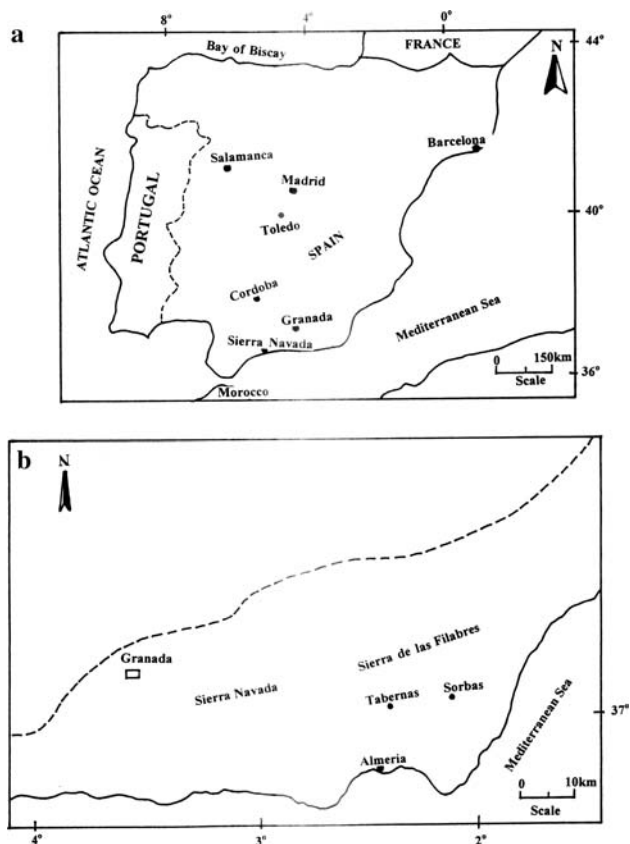 8° 4° 0°
a
Bay of Biscay
FRANCE
44°
N
ATLANTIC OCEAN
PORTUGAL
Salamanca
Barcelona
Madrid
40°
Toledo
SPAIN
Cordoba
Granada
Mediterranean Sea
Sierra Navada
0 150km
Scale
36°
Morocco
b
N
Granada
Sierra de las Filabres
Sierra Navada
Tabernas
Sorbas
37°
Mediterranean Sea
Almeria
0 10km
Scale
4° 3° 2°